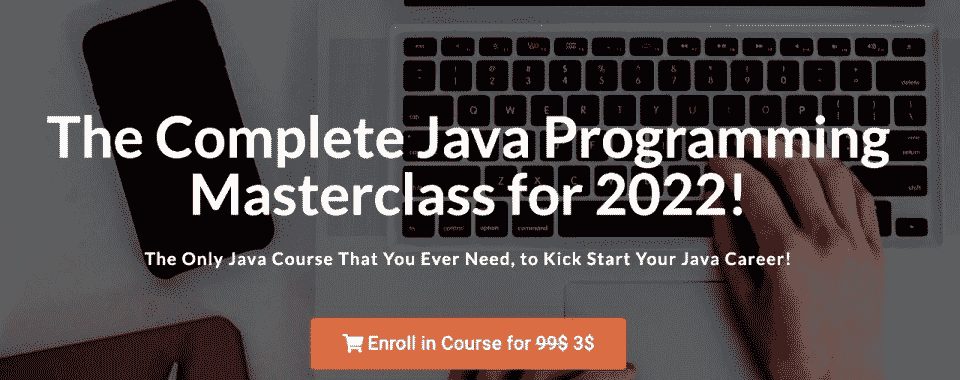 The Complete Java Programming
Masterclass for 2022!
The Only Java Course That You Ever Need, to Kick Start Your Java Career!
Enroll in Course for 99$ 3$